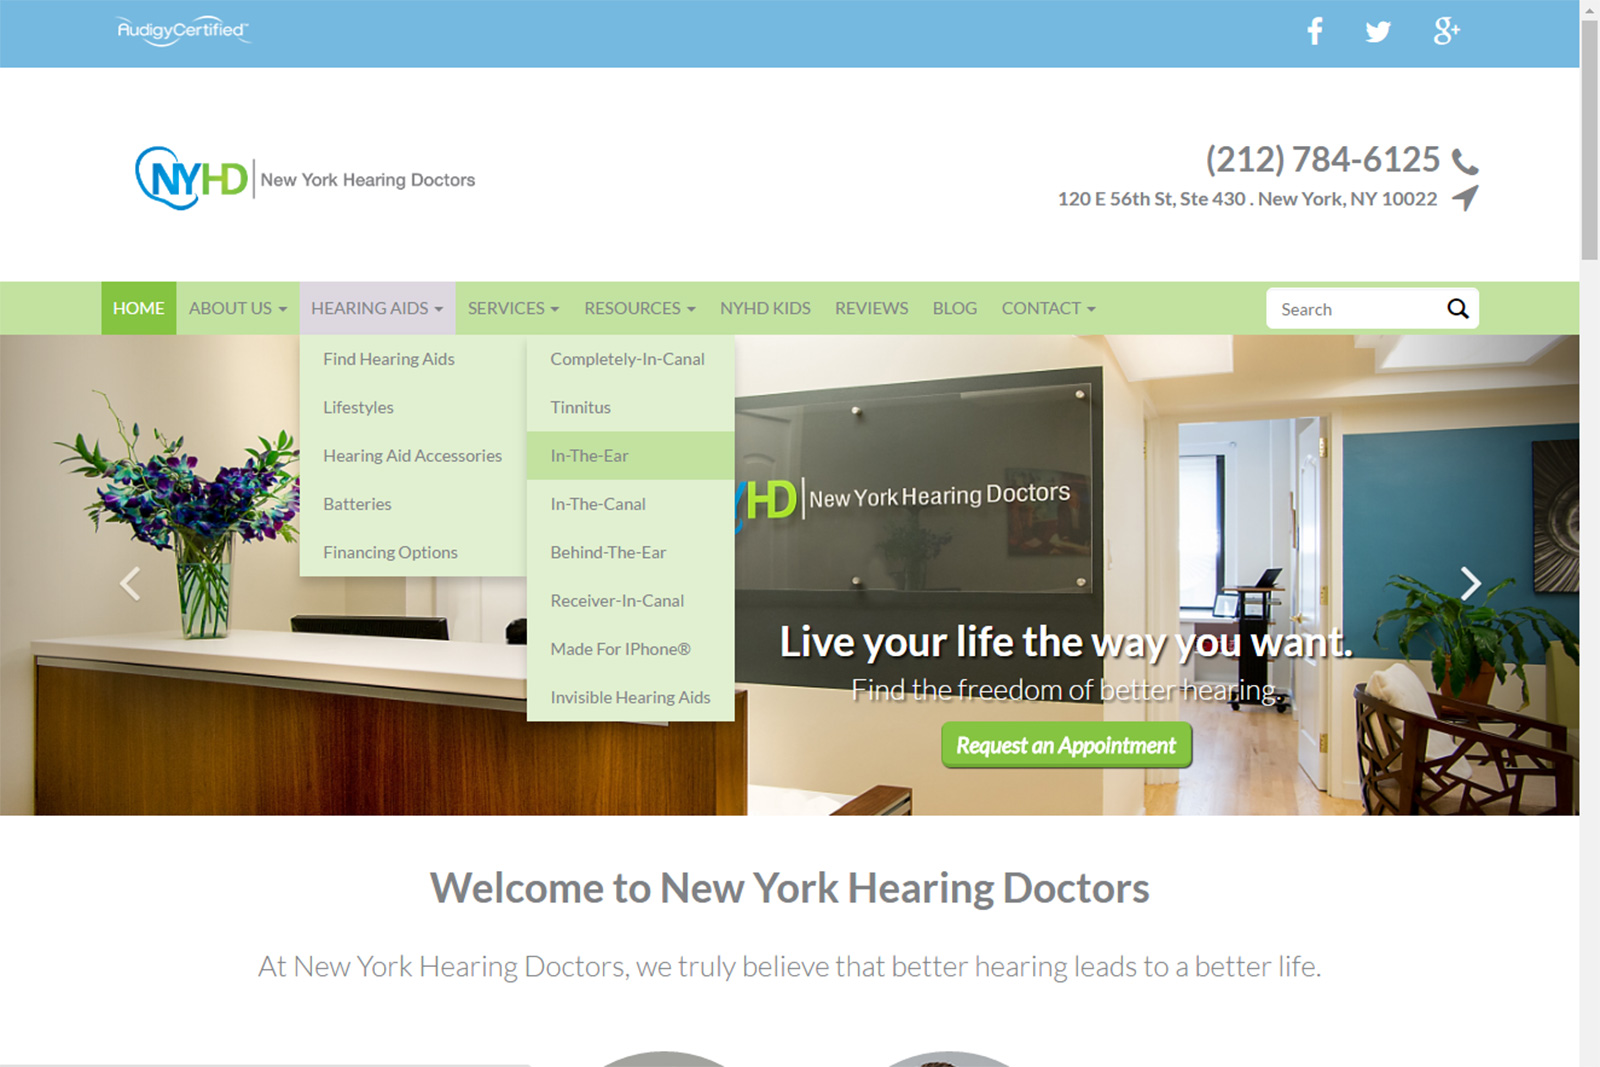 AudigyCertified™
NYHD New York Hearing Doctors
(212) 784-6125
120 E 56th St, Ste 430 . New York, NY 10022
HOME ABOUT US HEARING AIDS SERVICES RESOURCES NYHD KIDS REVIEWS BLOG CONTACT Search
Find Hearing Aids
Lifestyles
Hearing Aid Accessories
Batteries
Financing Options
Completely-In-Canal
Tinnitus
In-The-Ear
In-The-Canal
Behind-The-Ear
Receiver-In-Canal
Made For IPhone®
Invisible Hearing Aids
HD New York Hearing Doctors
Live your life the way you want.
Find the freedom of better hearing.
Request an Appointment
Welcome to New York Hearing Doctors
At New York Hearing Doctors, we truly believe that better hearing leads to a better life.